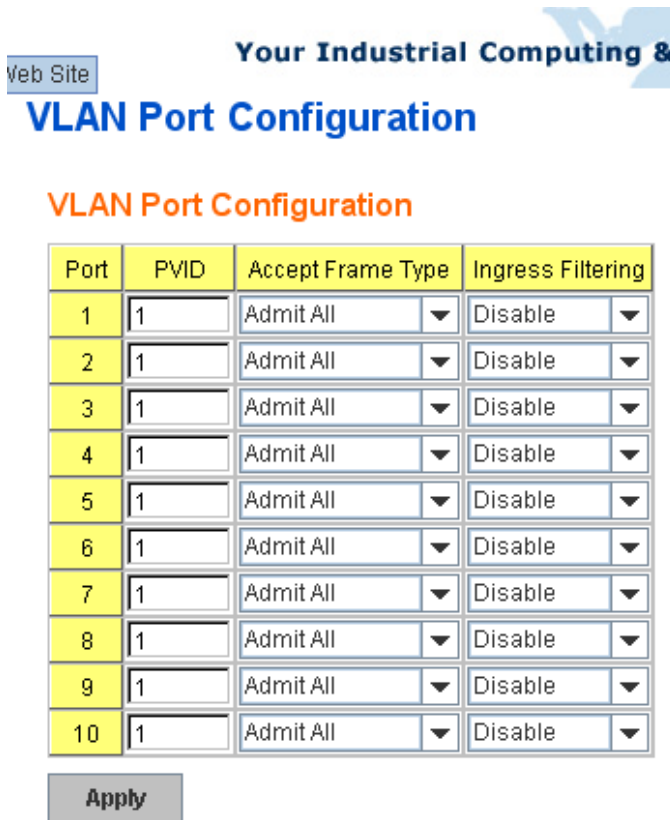 Your Industrial Computing &
Web Site
VLAN Port Configuration
VLAN Port Configuration
Port PVID Accept Frame Type Ingress Filtering
1 1 Admit All Disable
2 1 Admit All Disable
3 1 Admit All Disable
4 1 Admit All Disable
5 1 Admit All Disable
6 1 Admit All Disable
7 1 Admit All Disable
8 1 Admit All Disable
9 1 Admit All Disable
10 1 Admit All Disable
Apply